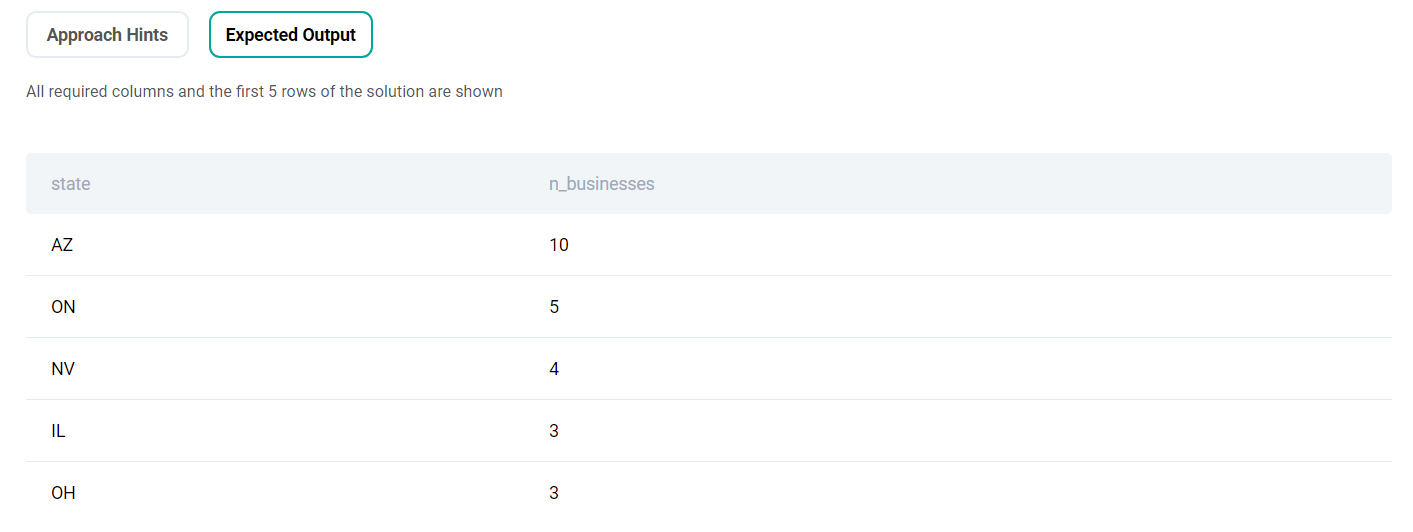 Approach Hints Expected Output
All required columns and the first 5 rows of the solution are shown
state n_businesses
AZ 10
ON 5
NV 4
IL 3
OH 3